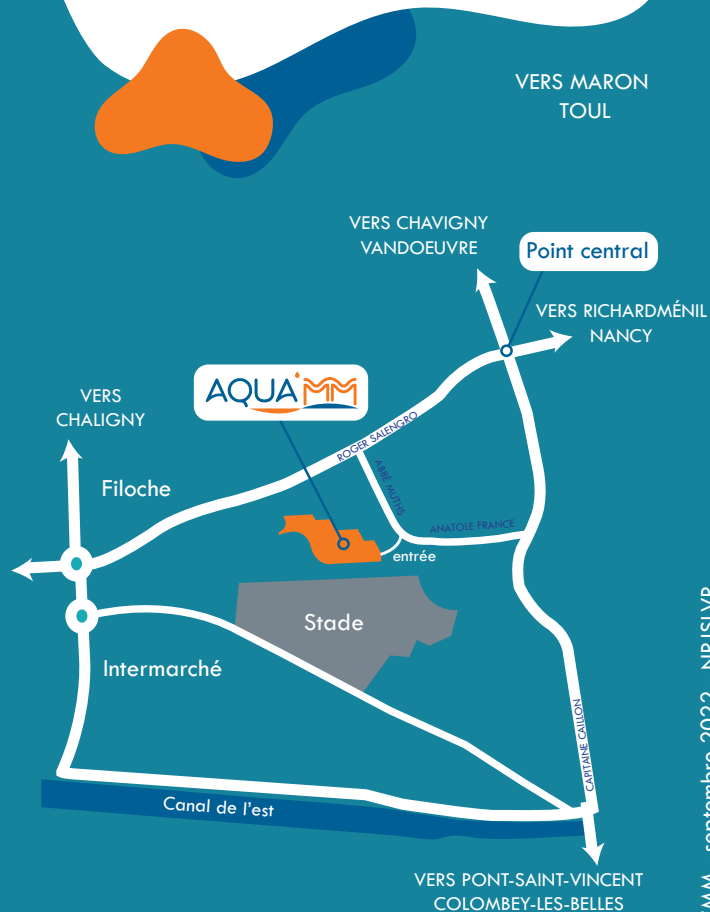 VERS MARON
TOUL
VERS CHAVIGNY
VANDOEUVRE
Point central
VERS RICHARDMÉNIL
NANCY
AQUA'MM
VERS
CHALIGNY
ROGER SALENGRO
Filoche
ABBÉ MUTHS
ANATOLE FRANCE
entrée
Stade
Intermarché
CAPITAINE CAILLON
Canal de l'est
VERS PONT-SAINT-VINCENT
COLOMBEY-LES-BELLES
septembre 2022